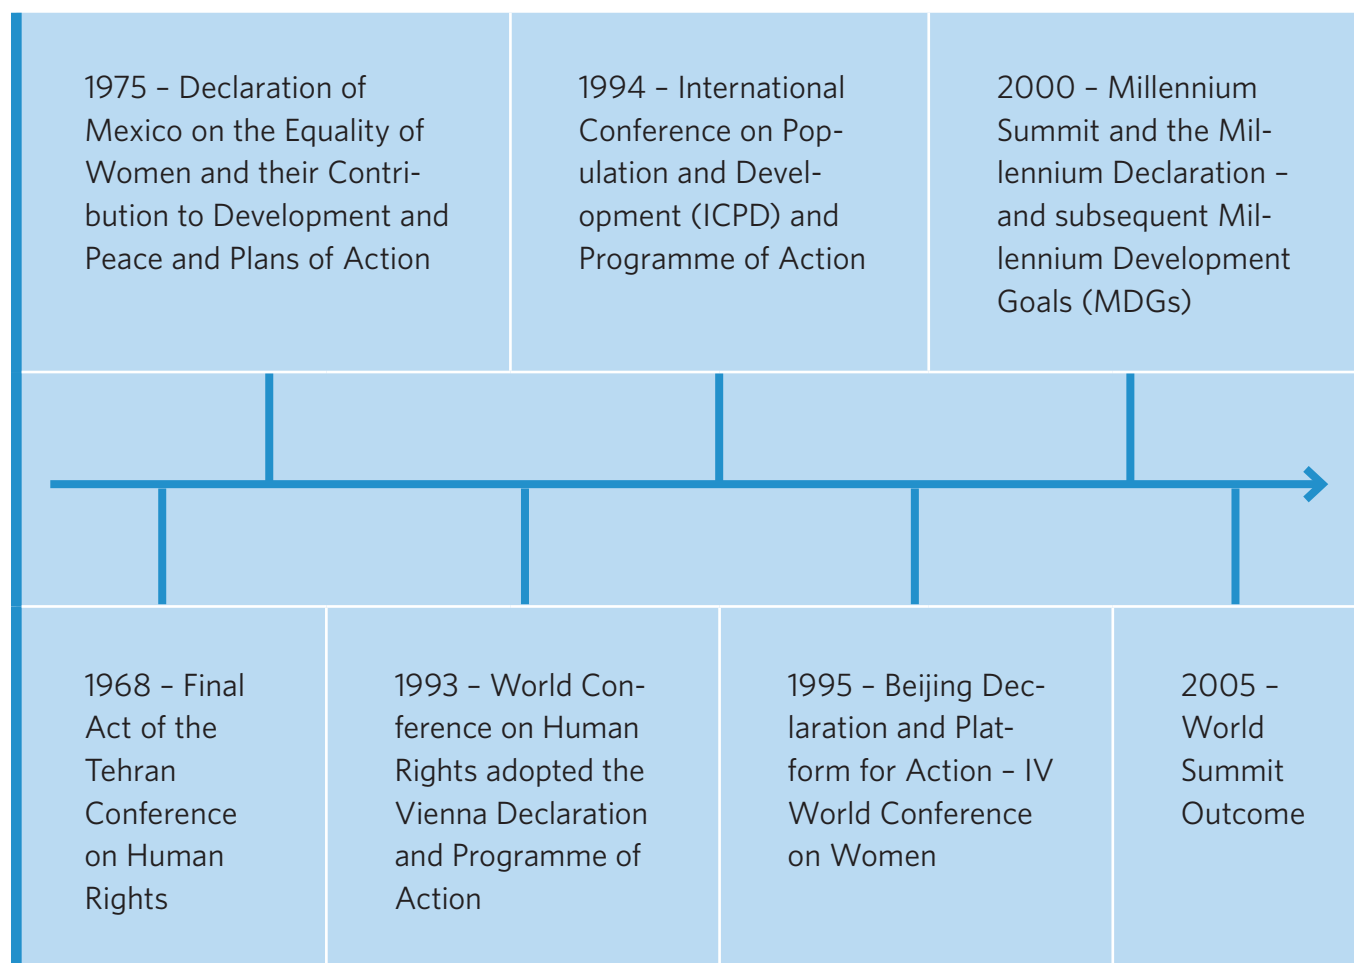 1975 – Declaration of
Mexico on the Equality of
Women and their Contri-
bution to Development and
Peace and Plans of Action
1994 – International
Conference on Pop-
ulation and Devel-
opment (ICPD) and
Programme of Action
2000 – Millennium
Summit and the Mil-
lennium Declaration –
and subsequent Mil-
lennium Development
Goals (MDGs)
1968 – Final
Act of the
Tehran
Conference
on Human
Rights
1993 – World Con-
ference on Human
Rights adopted the
Vienna Declaration
and Programme of
Action
1995 – Beijing Dec-
laration and Plat-
form for Action – IV
World Conference
on Women
2005 –
World
Summit
Outcome